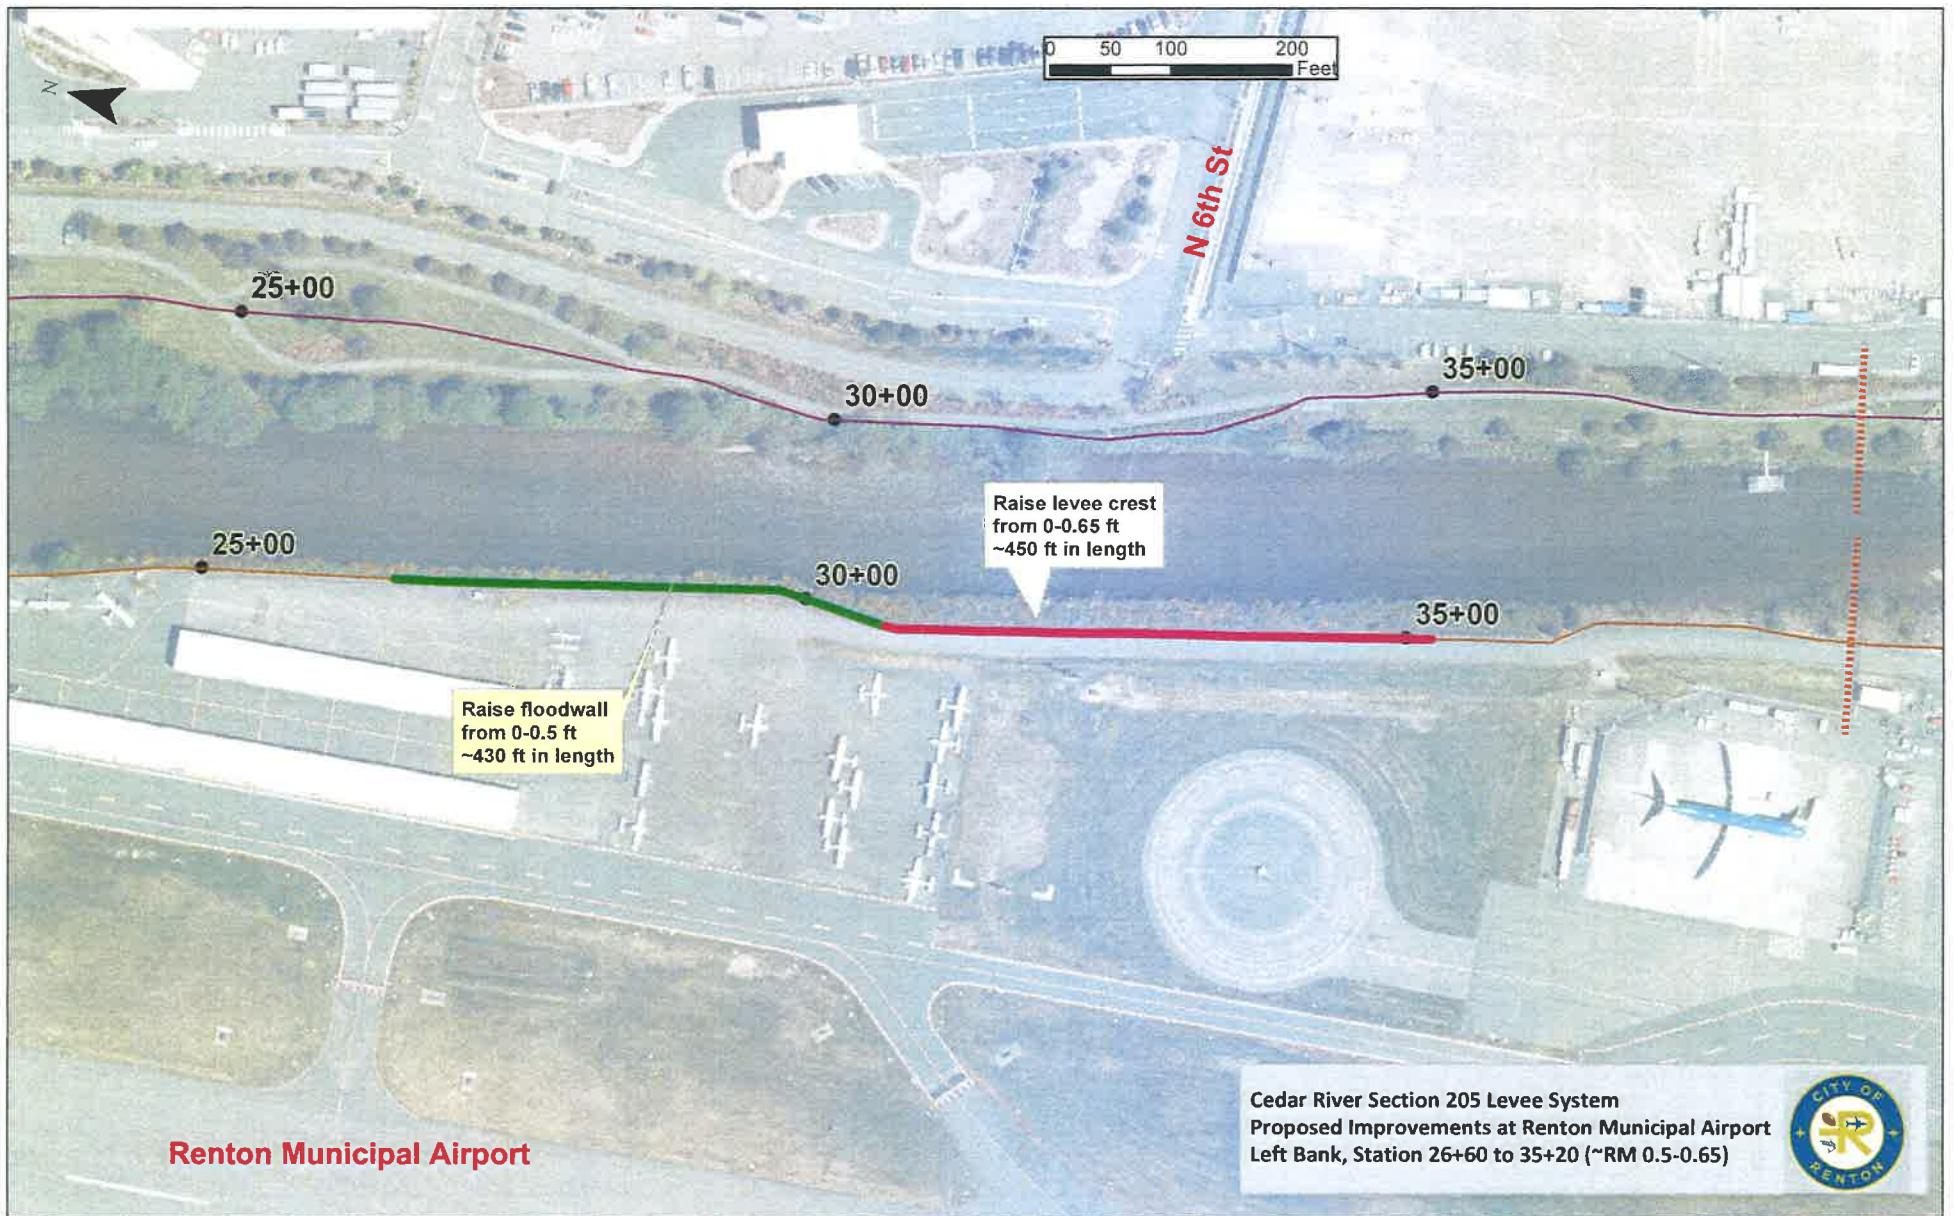 0 50 100 200
Feet
N
N 6th St
25+00
30+00
35+00
Raise levee crest
from 0-0.65 ft
~450 ft in length
25+00
30+00
35+00
Raise floodwall
from 0-0.5 ft
~430 ft in length
Renton Municipal Airport
Cedar River Section 205 Levee System
Proposed Improvements at Renton Municipal Airport
Left Bank, Station 26+60 to 35+20 (~RM 0.5-0.65)
CITY OF
R
RENTON